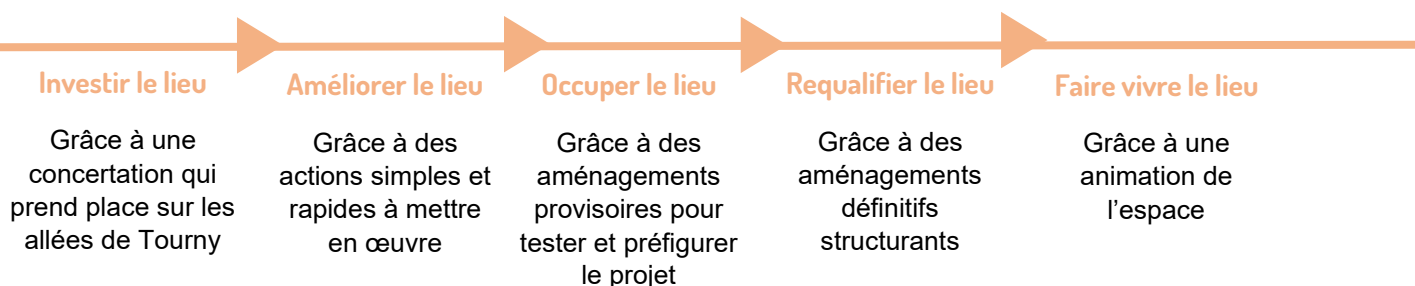 Investir le lieu
Grâce à une
concertation qui
prend place sur les
allées de Tourny
Améliorer le lieu
Grâce à des
actions simples et
rapides à mettre
en œuvre
Occuper le lieu
Grâce à des
aménagements
provisoires pour
tester et préfigurer
le projet
Requalifier le lieu
Grâce à des
aménagements
définitifs
structurants
Faire vivre le lieu
Grâce à une
animation de
l’espace